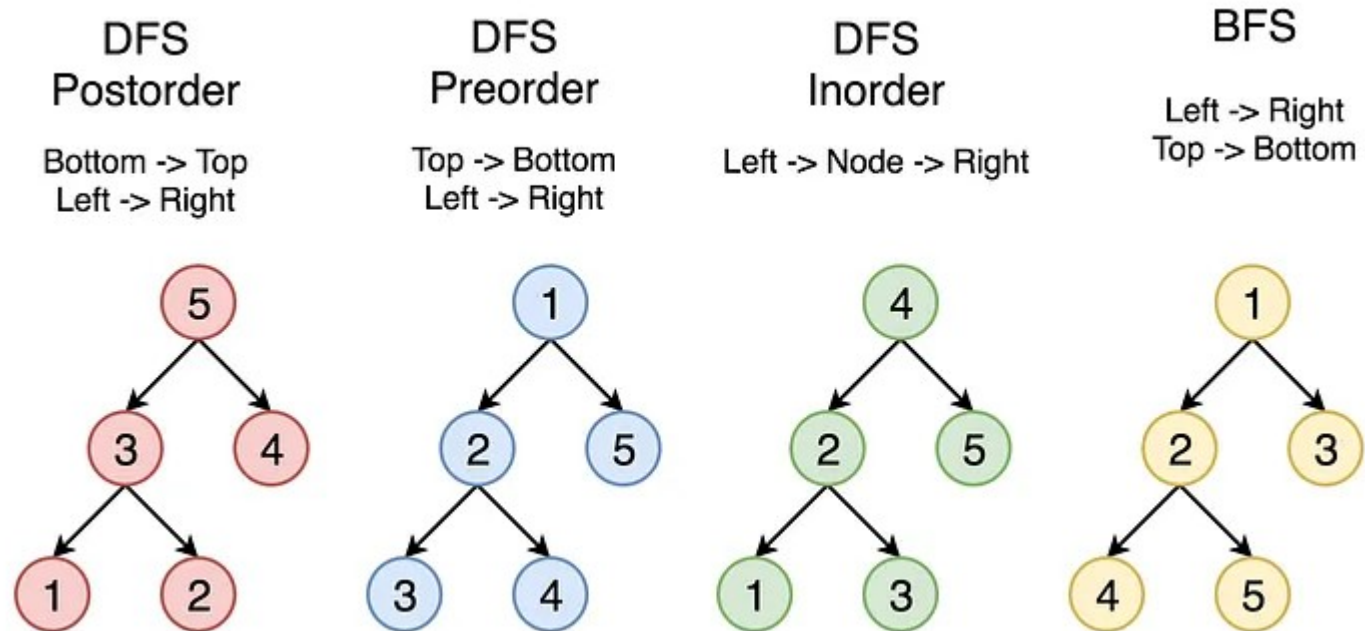 DFS
Postorder
Bottom -> Top
Left -> Right
5
3
4
1
2
DFS
Preorder
Top -> Bottom
Left -> Right
1
2
5
3
4
DFS
Inorder
Left -> Node -> Right
4
2
5
1
3
BFS
Left -> Right
Top -> Bottom
1
2
3
4
5